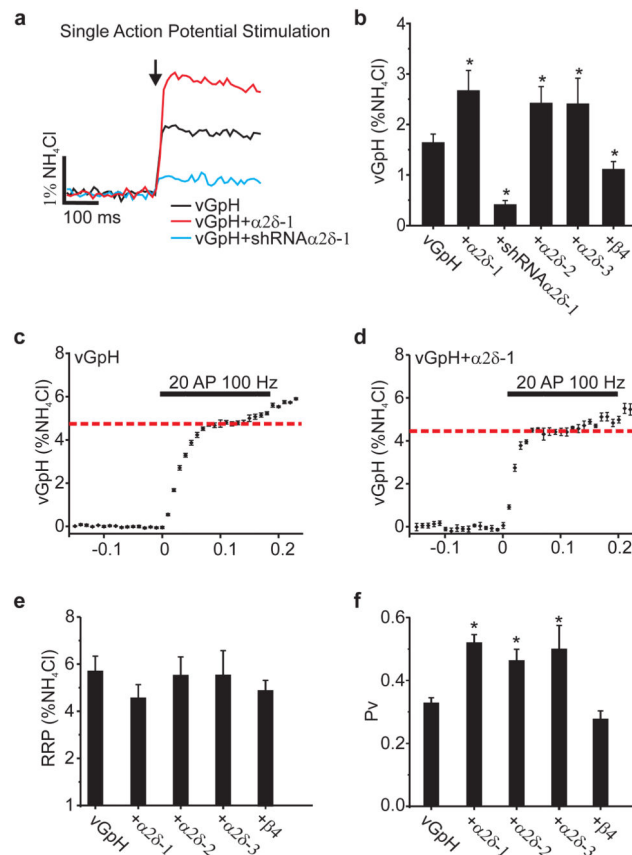 a
Single Action Potential Stimulation
1% NH₄Cl
100 ms
vGpH
vGpH+α2δ-1
vGpH+shRNAα2δ-1
b
vGpH (%NH₄Cl)
4
3
2
1
0
vGpH
+α2δ-1
+shRNAα2δ-1
+α2δ-2
+α2δ-3
+β4
*
*
*
*
*
c
vGpH
20 AP 100 Hz
vGpH (%NH₄Cl)
8
6
4
2
0
-0.1
0
0.1
0.2
d
vGpH+α2δ-1
20 AP 100 Hz
vGpH (%NH₄Cl)
8
6
4
2
0
-0.1
0
0.1
0.2
e
RRP (%NH₄Cl)
8
6
4
2
1
vGpH
+α2δ-1
+α2δ-2
+α2δ-3
+β4
f
Pv
0.6
0.4
0.2
0.0
vGpH
+α2δ-1
+α2δ-2
+α2δ-3
+β4
*
*
*